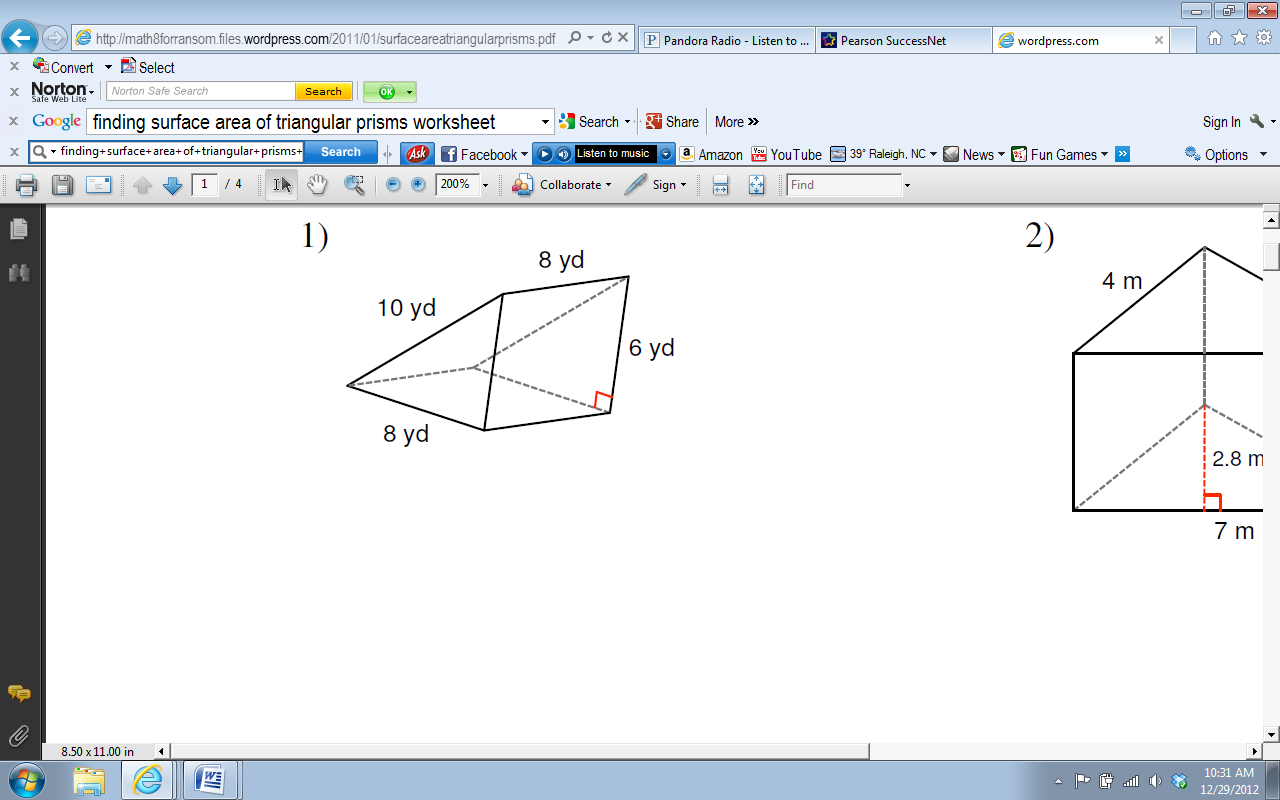 http://math8forransom.files.wordpress.com/2011/01/surfaceareatriangularprisms.pdf
Pandora Radio - Listen to ...
Pearson SuccessNet
wordpress.com
x Convert Select
x Norton Safe Web Lite Norton Safe Search Search OK
x Google finding surface area of triangular prisms worksheet Search Share More » Sign In
x finding+surface+area+of+triangular+prisms+ Search Ask Facebook Listen to music Amazon YouTube 39° Raleigh, NC News Fun Games » Options
1 / 4 200% Collaborate Sign Find
1)
8 yd
10 yd
6 yd
8 yd
2)
4 m
2.8 m
7 m
8.50 x 11.00 in
10:31 AM
12/29/2012